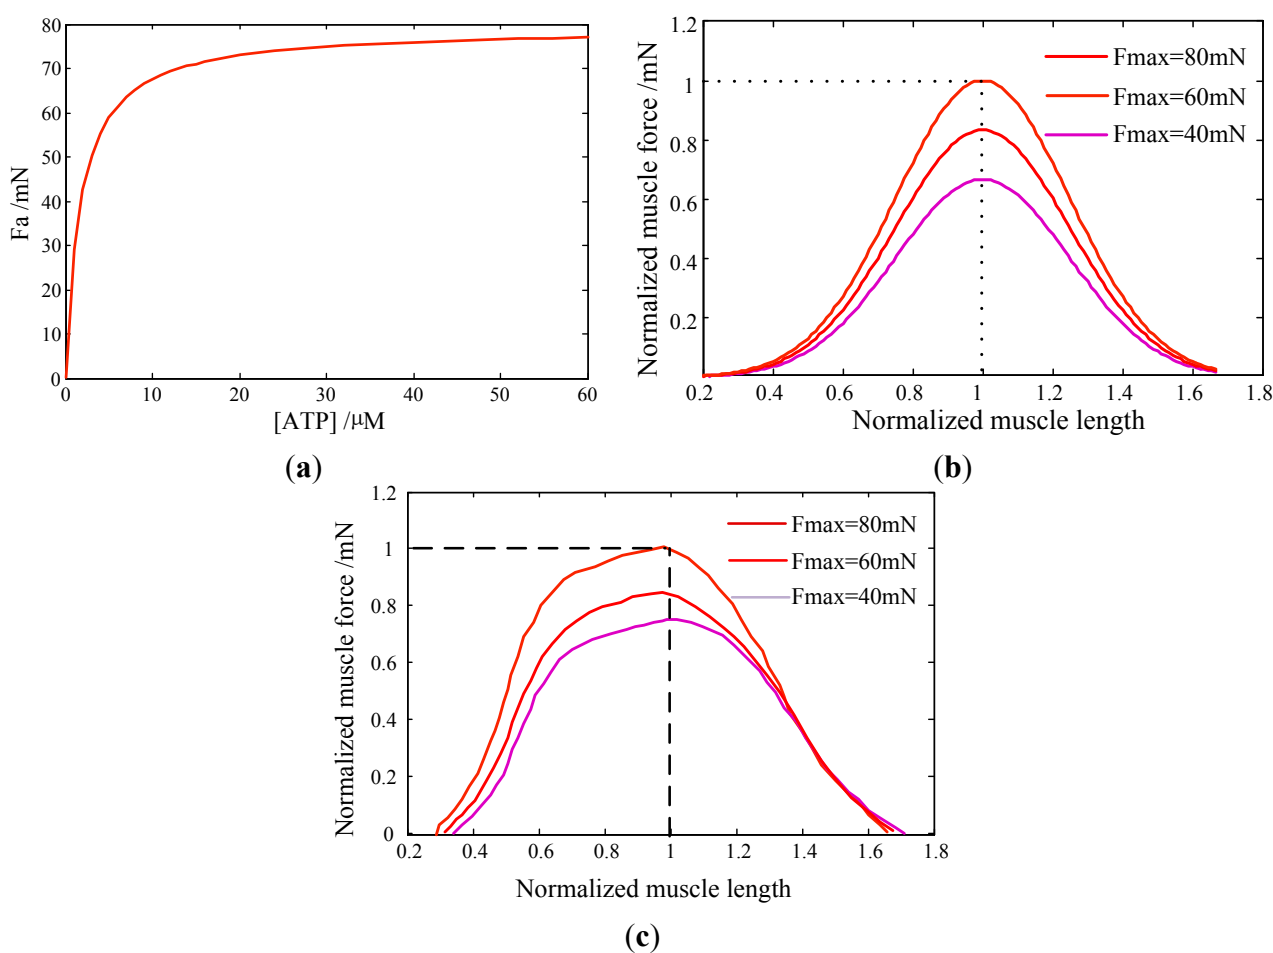 80
70
60
50
40
30
20
10
0
Fa /mN
0 10 20 30 40 50 60
[ATP] /μM
(a)
1.2
1
0.8
0.6
0.4
0.2
Normalized muscle force /mN
Fmax=80mN
Fmax=60mN
Fmax=40mN
0.2 0.4 0.6 0.8 1 1.2 1.4 1.6 1.8
Normalized muscle length
(b)
1.2
1
0.8
0.6
0.4
0.2
0
Normalized muscle force /mN
Fmax=80mN
Fmax=60mN
Fmax=40mN
0.2 0.4 0.6 0.8 1 1.2 1.4 1.6 1.8
Normalized muscle length
(c)